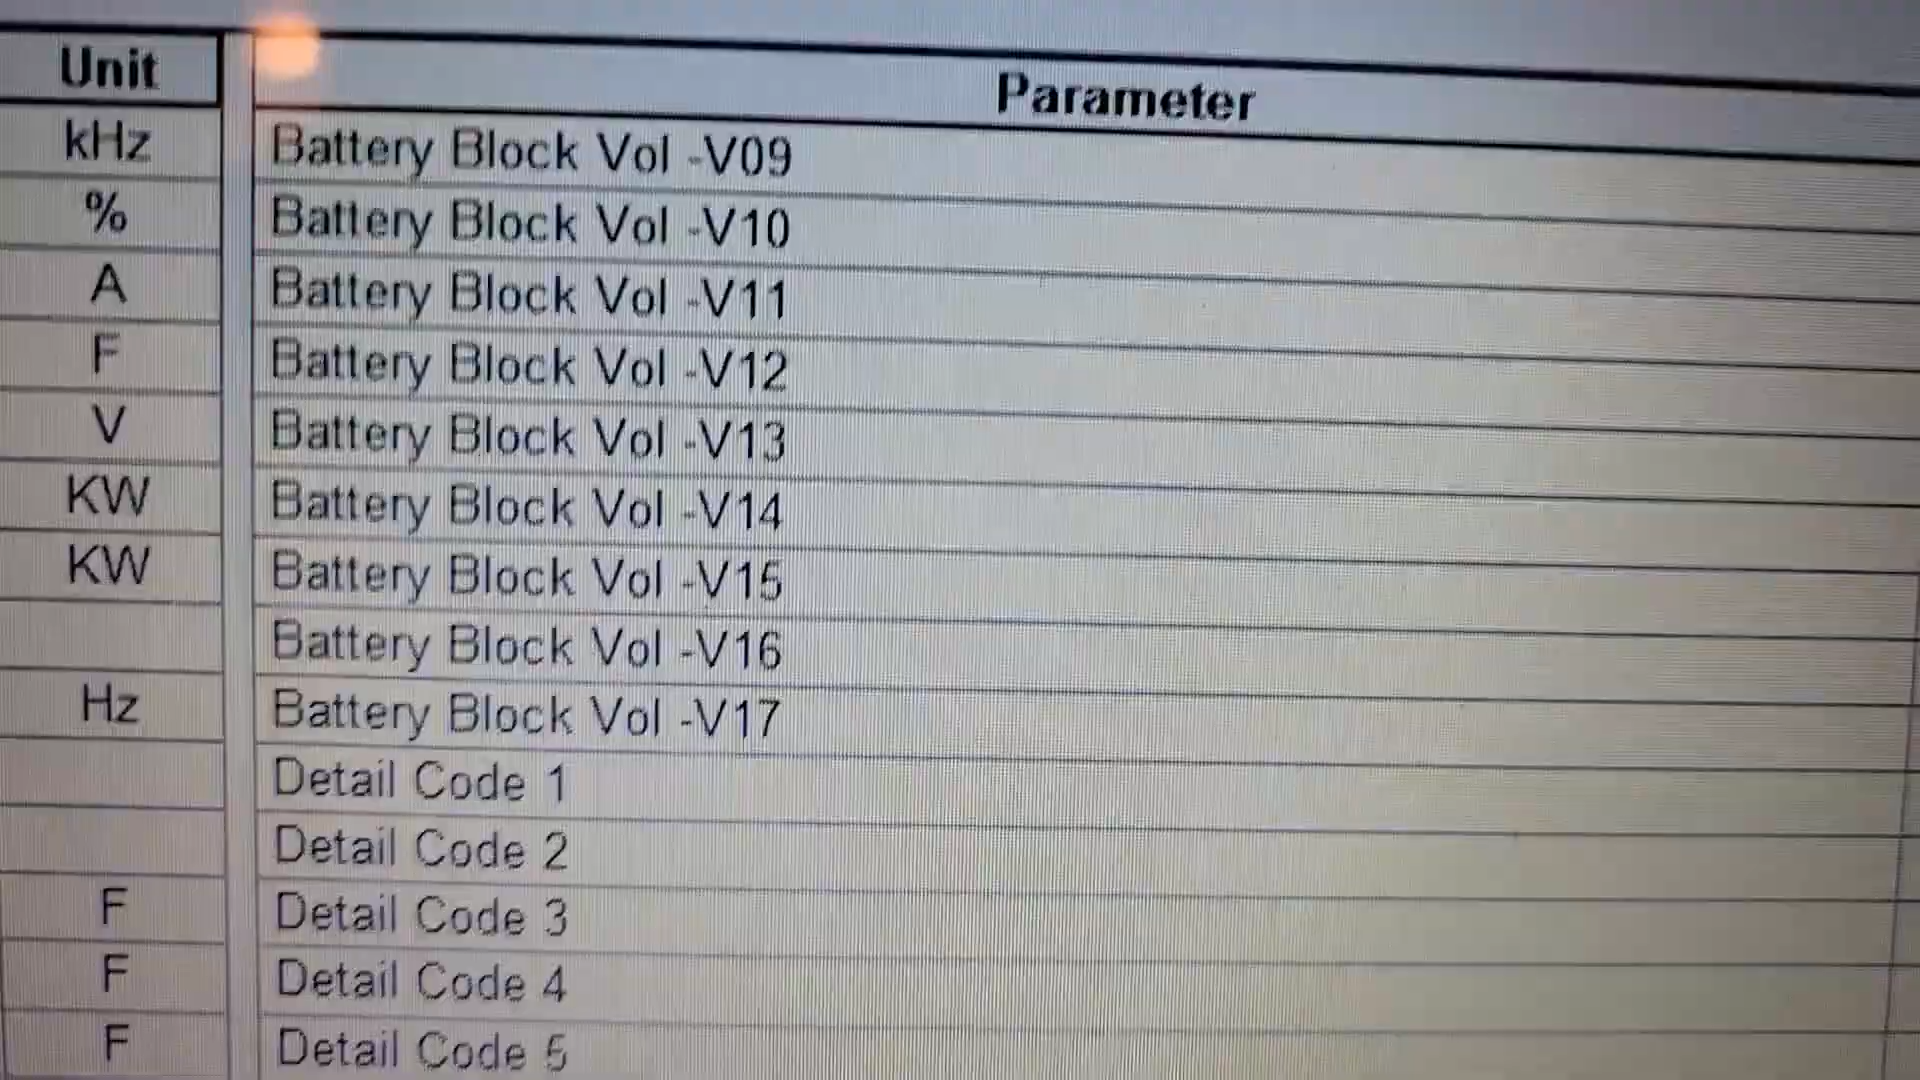 Unit Parameter
kHz Battery Block Vol -V09
% Battery Block Vol -V10
A Battery Block Vol -V11
F Battery Block Vol -V12
V Battery Block Vol -V13
KW Battery Block Vol -V14
KW Battery Block Vol -V15
Battery Block Vol -V16
Hz Battery Block Vol -V17
Detail Code 1
Detail Code 2
F Detail Code 3
F Detail Code 4
F Detail Code 5